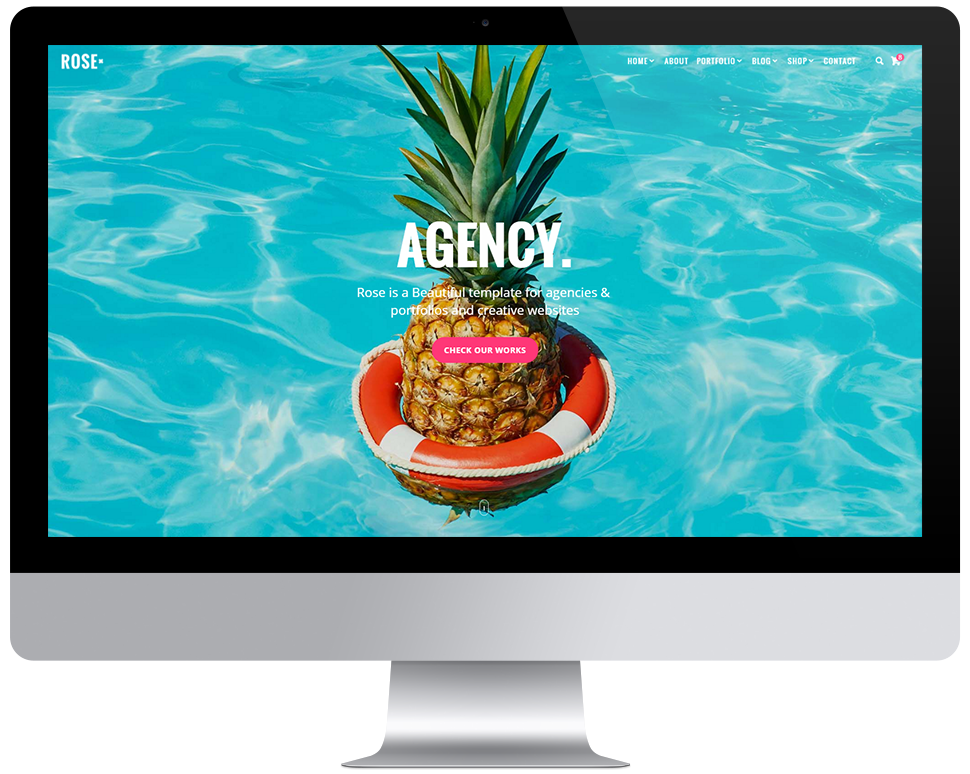 ROSE
HOME ABOUT PORTFOLIO BLOG SHOP CONTACT
0
AGENCY.
Rose is a Beautiful template for agencies &
portfolios and creative websites
CHECK OUR WORKS